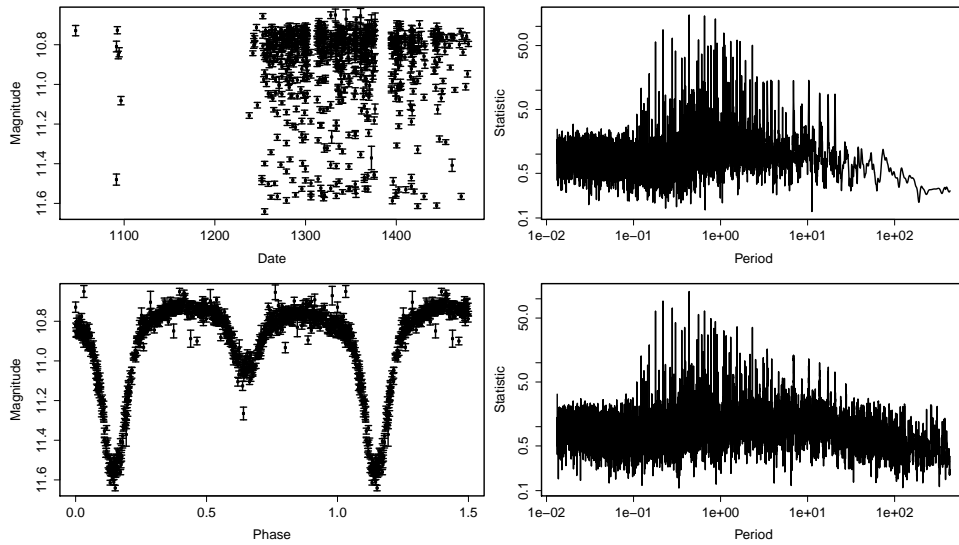 Magnitude
10.8
11.0
11.2
11.4
11.6
1100
1200
1300
1400
Date
Statistic
50.0
5.0
0.5
0.1
1e−02
1e−01
1e+00
1e+01
1e+02
Period
Magnitude
10.8
11.0
11.2
11.4
11.6
0.0
0.5
1.0
1.5
Phase
Statistic
50.0
5.0
0.5
0.1
1e−02
1e−01
1e+00
1e+01
1e+02
Period